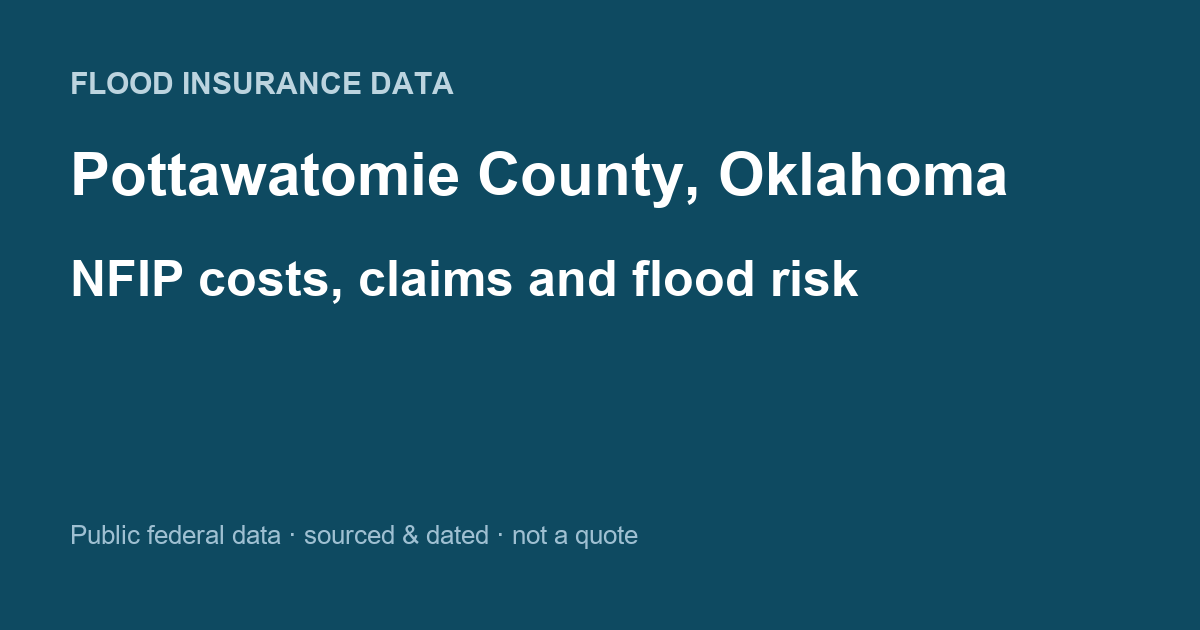 FLOOD INSURANCE DATA
Pottawatomie County, Oklahoma
NFIP costs, claims and flood risk
Public federal data · sourced & dated · not a quote